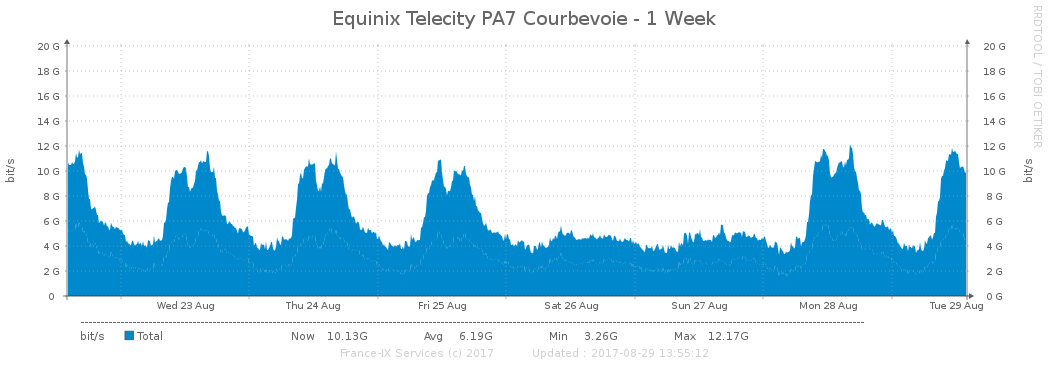 Equinix Telecity PA7 Courbevoie - 1 Week
RRDTOOL / TOBI OETIKER
bit/s
bit/s
20 G 20 G
18 G 18 G
16 G 16 G
14 G 14 G
12 G 12 G
10 G 10 G
8 G 8 G
6 G 6 G
4 G 4 G
2 G 2 G
0 0 G
Wed 23 Aug Thu 24 Aug Fri 25 Aug Sat 26 Aug Sun 27 Aug Mon 28 Aug Tue 29 Aug
bit/s Total Now 10.13G Avg 6.19G Min 3.26G Max 12.17G
France-IX Services (c) 2017 Updated : 2017-08-29 13:55:12